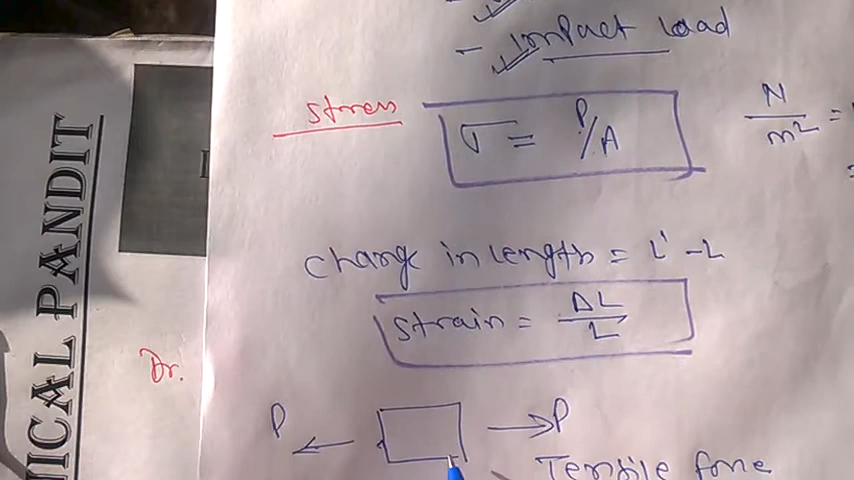 - Impact Load
stress
σ = P/A
N/m² =
change in length = L' - L
strain = ΔL/L
P
P
Tensile force
Dr.
ICAL PANDIT